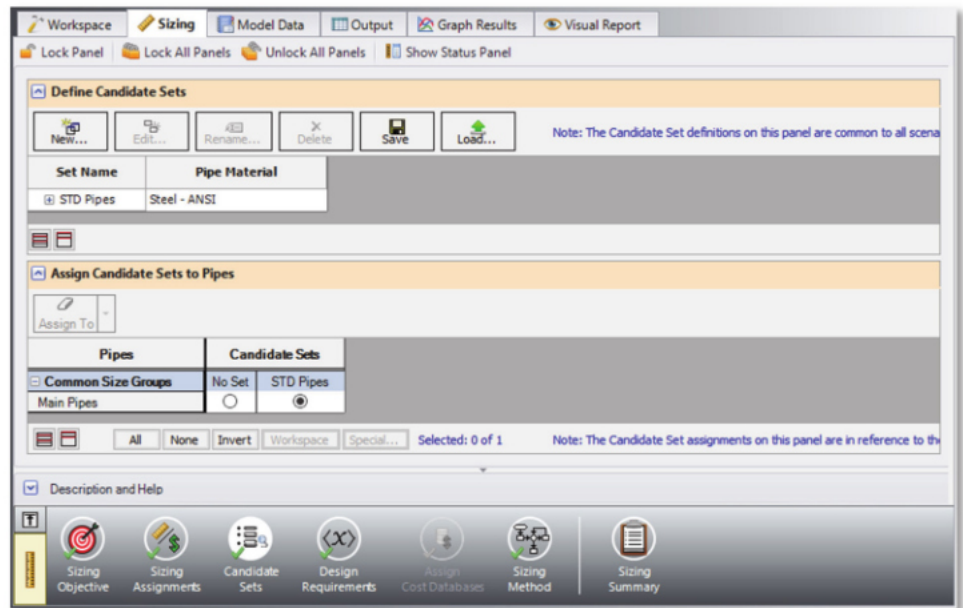 Workspace Sizing Model Data Output Graph Results Visual Report
Lock Panel Lock All Panels Unlock All Panels Show Status Panel
Define Candidate Sets
New... Edit... Rename... Delete Save Load... Note: The Candidate Set definitions on this panel are common to all scena
Set Name Pipe Material
STD Pipes Steel - ANSI
Assign Candidate Sets to Pipes
Assign To
Pipes Candidate Sets
Common Size Groups No Set STD Pipes
Main Pipes
All None Invert Workspace Special... Selected: 0 of 1 Note: The Candidate Set assignments on this panel are in reference to the
Description and Help
Sizing Objective Sizing Assignments Candidate Sets Design Requirements Assign Cost Databases Sizing Method Sizing Summary